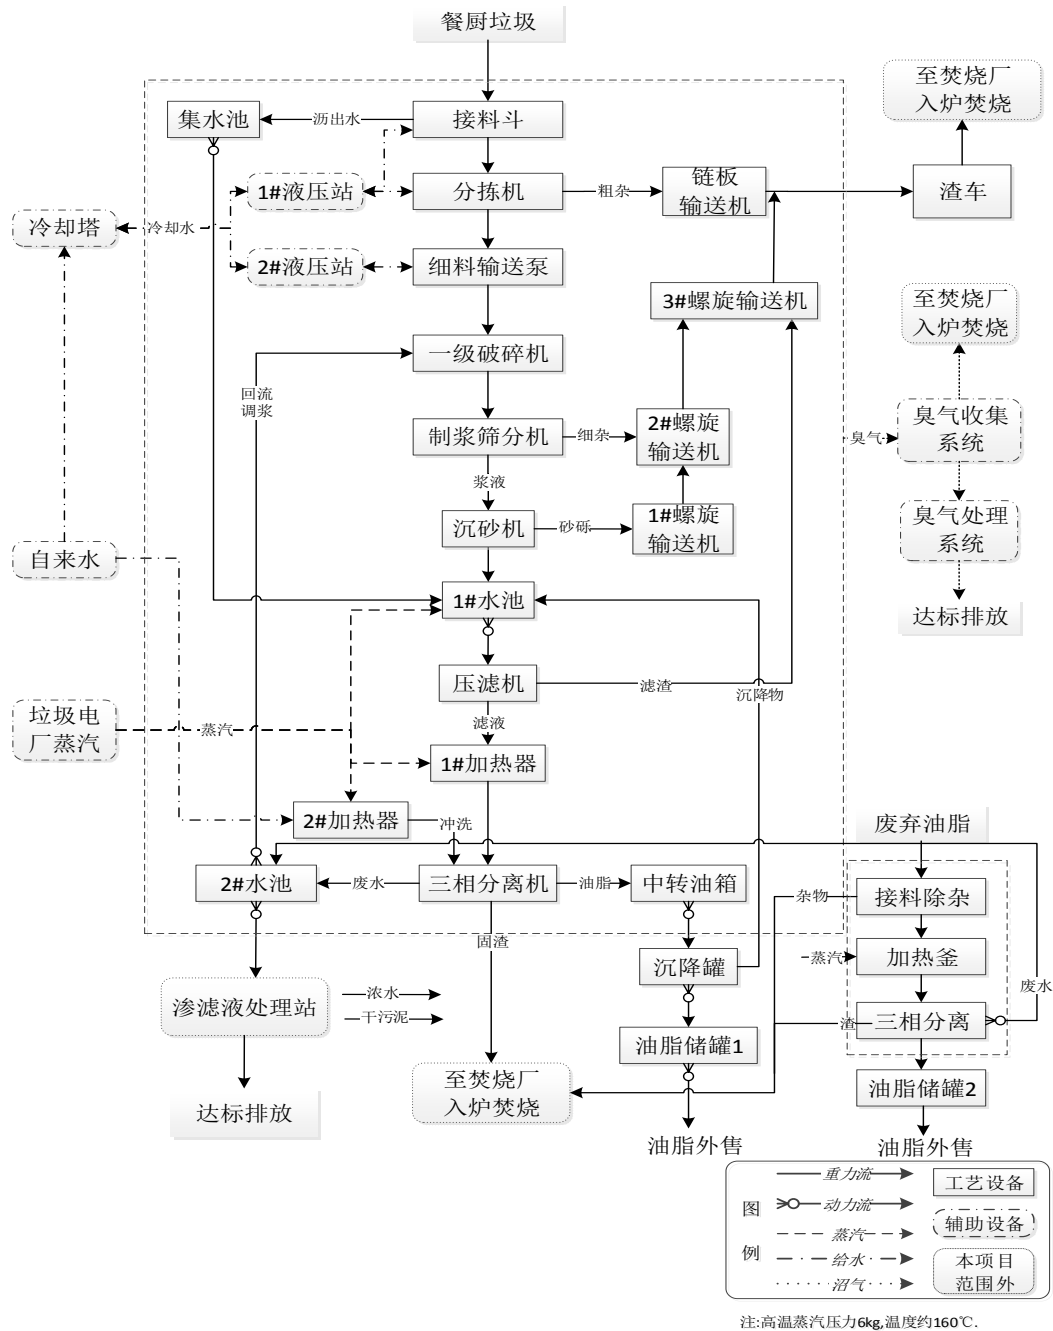 餐厨垃圾
至焚烧厂
入炉焚烧
集水池
沥出水
接料斗
1#液压站
分拣机
粗杂
链板
输送机
渣车
冷却塔
冷却水
2#液压站
细料输送泵
3#螺旋输送机
至焚烧厂
入炉焚烧
一级破碎机
回流
调浆
制浆筛分机
细杂
2#螺旋
输送机
臭气
臭气收集
系统
浆液
沉砂机
砂砾
1#螺旋
输送机
臭气处理
系统
自来水
1#水池
达标排放
压滤机
滤渣
沉降物
垃圾电
厂蒸汽
蒸汽
滤液
1#加热器
2#加热器
冲洗
废弃油脂
2#水池
废水
三相分离机
油脂
中转油箱
杂物
接料除杂
固渣
沉降罐
蒸汽
加热釜
废水
渗滤液处理站
浓水
干污泥
渣
三相分离
油脂储罐1
至焚烧厂
入炉焚烧
油脂储罐2
达标排放
油脂外售
油脂外售
图
例
重力流
工艺设备
动力流
辅助设备
蒸汽
给水
本项目
范围外
沼气
注:高温蒸汽压力6kg,温度约160℃.